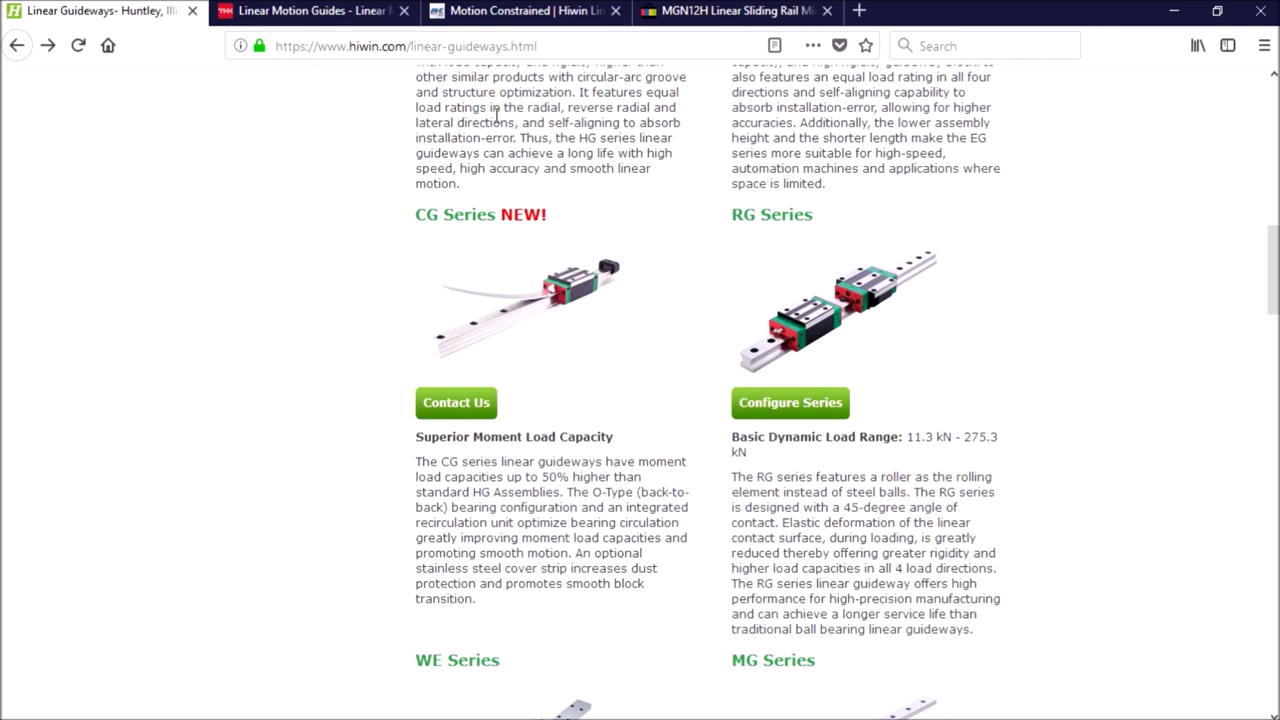 Linear Guideways- Huntley, Illi
Linear Motion Guides - Linear M
Motion Constrained | Hiwin Lin
MGN12H Linear Sliding Rail Mi
https://www.hiwin.com/linear-guideways.html
Search
other similar products with circular-arc groove
and structure optimization. It features equal
load ratings in the radial, reverse radial and
lateral directions, and self-aligning to absorb
installation-error. Thus, the HG series linear
guideways can achieve a long life with high
speed, high accuracy and smooth linear
motion.
also features an equal load rating in all four
directions and self-aligning capability to
absorb installation-error, allowing for higher
accuracies. Additionally, the lower assembly
height and the shorter length make the EG
series more suitable for high-speed,
automation machines and applications where
space is limited.
CG Series NEW!
Contact Us
Superior Moment Load Capacity
The CG series linear guideways have moment
load capacities up to 50% higher than
standard HG Assemblies. The O-Type (back-to-
back) bearing configuration and an integrated
recirculation unit optimize bearing circulation
greatly improving moment load capacities and
promoting smooth motion. An optional
stainless steel cover strip increases dust
protection and promotes smooth block
transition.
RG Series
Configure Series
Basic Dynamic Load Range: 11.3 kN - 275.3
kN
The RG series features a roller as the rolling
element instead of steel balls. The RG series
is designed with a 45-degree angle of
contact. Elastic deformation of the linear
contact surface, during loading, is greatly
reduced thereby offering greater rigidity and
higher load capacities in all 4 load directions.
The RG series linear guideway offers high
performance for high-precision manufacturing
and can achieve a longer service life than
traditional ball bearing linear guideways.
WE Series
MG Series